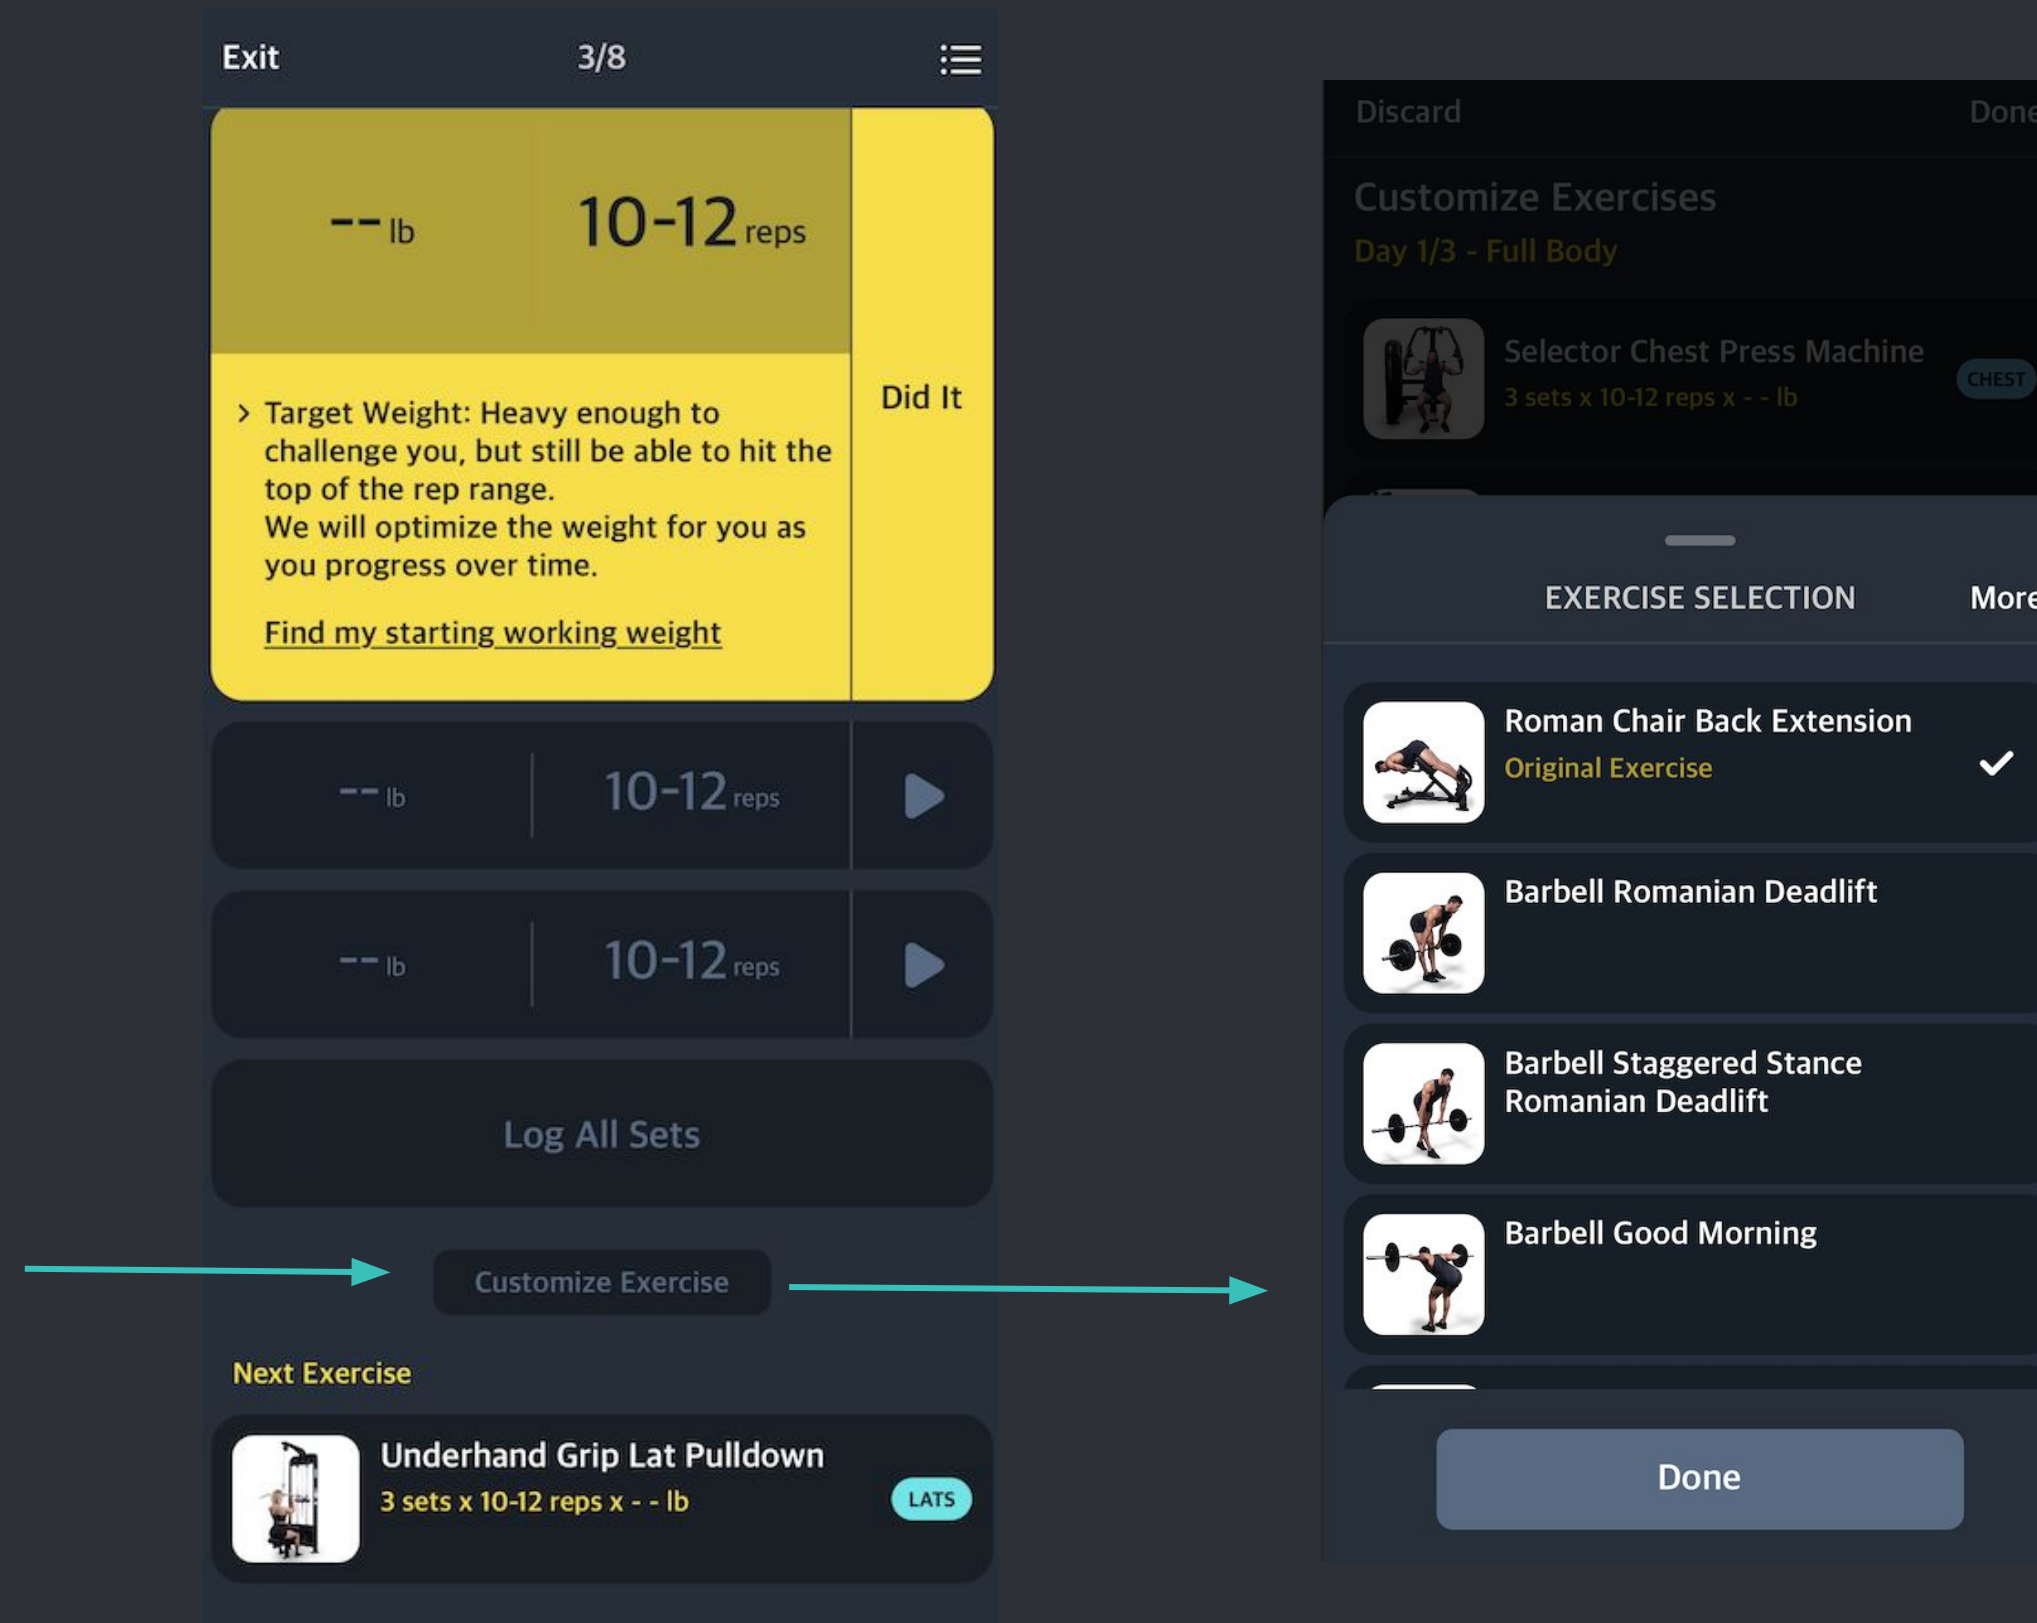 Exit
3/8
--lb
10-12 reps
Did It
> Target Weight: Heavy enough to
challenge you, but still be able to hit the
top of the rep range.
We will optimize the weight for you as
you progress over time.
Find my starting working weight
--lb
10-12 reps
--lb
10-12 reps
Log All Sets
Customize Exercise
Next Exercise
Underhand Grip Lat Pulldown
3 sets x 10-12 reps x - - lb
LATS
Discard
Done
Customize Exercises
Day 1/3 - Full Body
Selector Chest Press Machine
3 sets x 10-12 reps x - - lb
CHEST
EXERCISE SELECTION
More
Roman Chair Back Extension
Original Exercise
Barbell Romanian Deadlift
Barbell Staggered Stance
Romanian Deadlift
Barbell Good Morning
Done